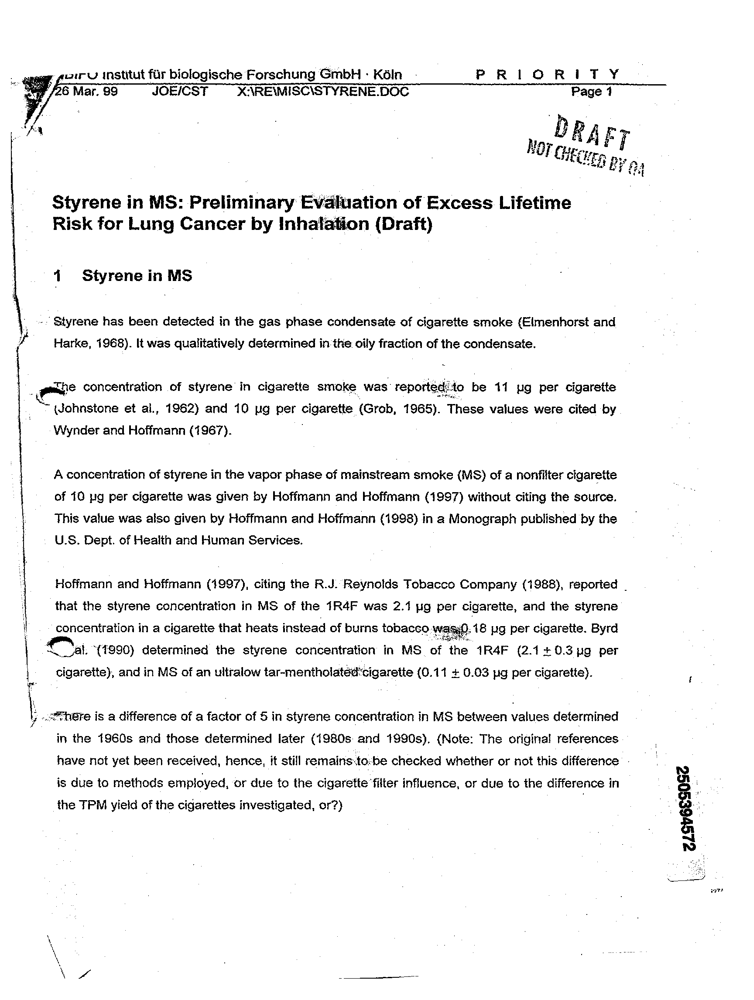 Institut für biologische Forschung GmbH · Köln P R I O R I T Y
26 Mar. 99 JOE/CST X:\RE\MISC\STYRENE.DOC Page 1
DRAFT
NOT CHECKED BY QA
Styrene in MS: Preliminary Evaluation of Excess Lifetime
Risk for Lung Cancer by Inhalation (Draft)
1 Styrene in MS
Styrene has been detected in the gas phase condensate of cigarette smoke (Elmenhorst and
Harke, 1968). It was qualitatively determined in the oily fraction of the condensate.
The concentration of styrene in cigarette smoke was reported to be 11 µg per cigarette
(Johnstone et al., 1962) and 10 µg per cigarette (Grob, 1965). These values were cited by
Wynder and Hoffmann (1967).
A concentration of styrene in the vapor phase of mainstream smoke (MS) of a nonfilter cigarette
of 10 µg per cigarette was given by Hoffmann and Hoffmann (1997) without citing the source.
This value was also given by Hoffmann and Hoffmann (1998) in a Monograph published by the
U.S. Dept. of Health and Human Services.
Hoffmann and Hoffmann (1997), citing the R.J. Reynolds Tobacco Company (1988), reported
that the styrene concentration in MS of the 1R4F was 2.1 µg per cigarette, and the styrene
concentration in a cigarette that heats instead of burns tobacco was 0.18 µg per cigarette. Byrd
al. (1990) determined the styrene concentration in MS of the 1R4F (2.1 ± 0.3 µg per
cigarette), and in MS of an ultralow tar-mentholated cigarette (0.11 ± 0.03 µg per cigarette).
There is a difference of a factor of 5 in styrene concentration in MS between values determined
in the 1960s and those determined later (1980s and 1990s). (Note: The original references
have not yet been received, hence, it still remains to be checked whether or not this difference
is due to methods employed, or due to the cigarette filter influence, or due to the difference in
the TPM yield of the cigarettes investigated, or?)
2505394572